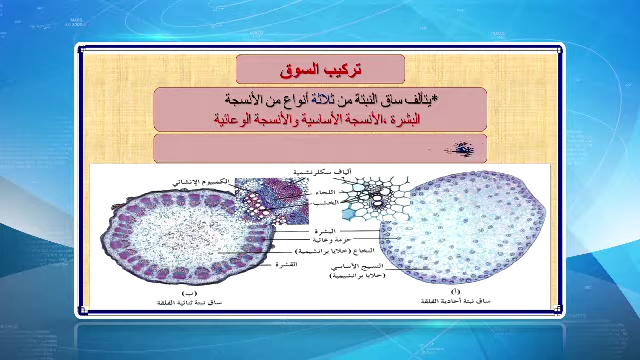 تركيب السوق
*يتألف ساق النبتة من ثلاثة أنواع من الأنسجة
البشرة ،الأنسجة الأساسية والأنسجة الوعائية
ألياف سكلرنشمية
الكمبيوم الإنشائي
اللحاء
الخشب
البشرة
حزمة وعائية
النخاع (خلايا برانشيمية)
القشرة
النسيج الأساسي
(خلايا برانشيمية)
(أ)
ساق نبتة أحادية الفلقة
(ب)
ساق نبتة ثنائية الفلقة